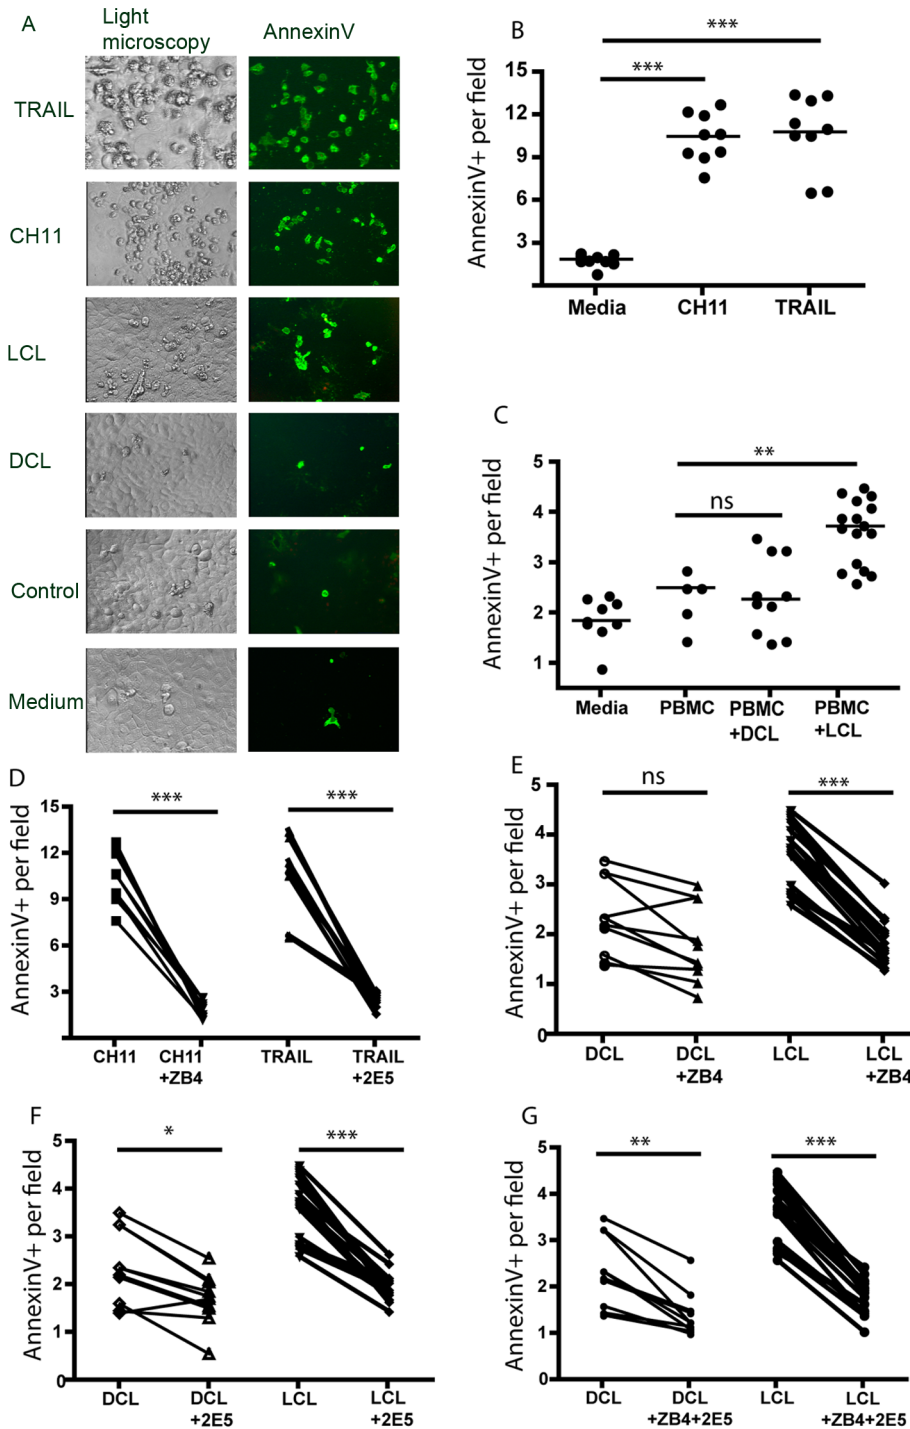 A
Light
microscopy
AnnexinV
TRAIL
CH11
LCL
DCL
Control
Medium
B
***
***
AnnexinV+ per field
15
12
9
6
3
Media
CH11
TRAIL
C
**
ns
AnnexinV+ per field
5
4
3
2
1
Media
PBMC
PBMC
+DCL
PBMC
+LCL
D
***
***
AnnexinV+ per field
15
12
9
6
3
CH11
CH11
+ZB4
TRAIL
TRAIL
+2E5
E
ns
***
AnnexinV+ per field
5
4
3
2
1
0
DCL
DCL
+ZB4
LCL
LCL
+ZB4
F
*
***
AnnexinV+ per field
5
4
3
2
1
0
DCL
DCL
+2E5
LCL
LCL
+2E5
G
**
***
AnnexinV+ per field
5
4
3
2
1
0
DCL
DCL
+ZB4+2E5
LCL
LCL
+ZB4+2E5